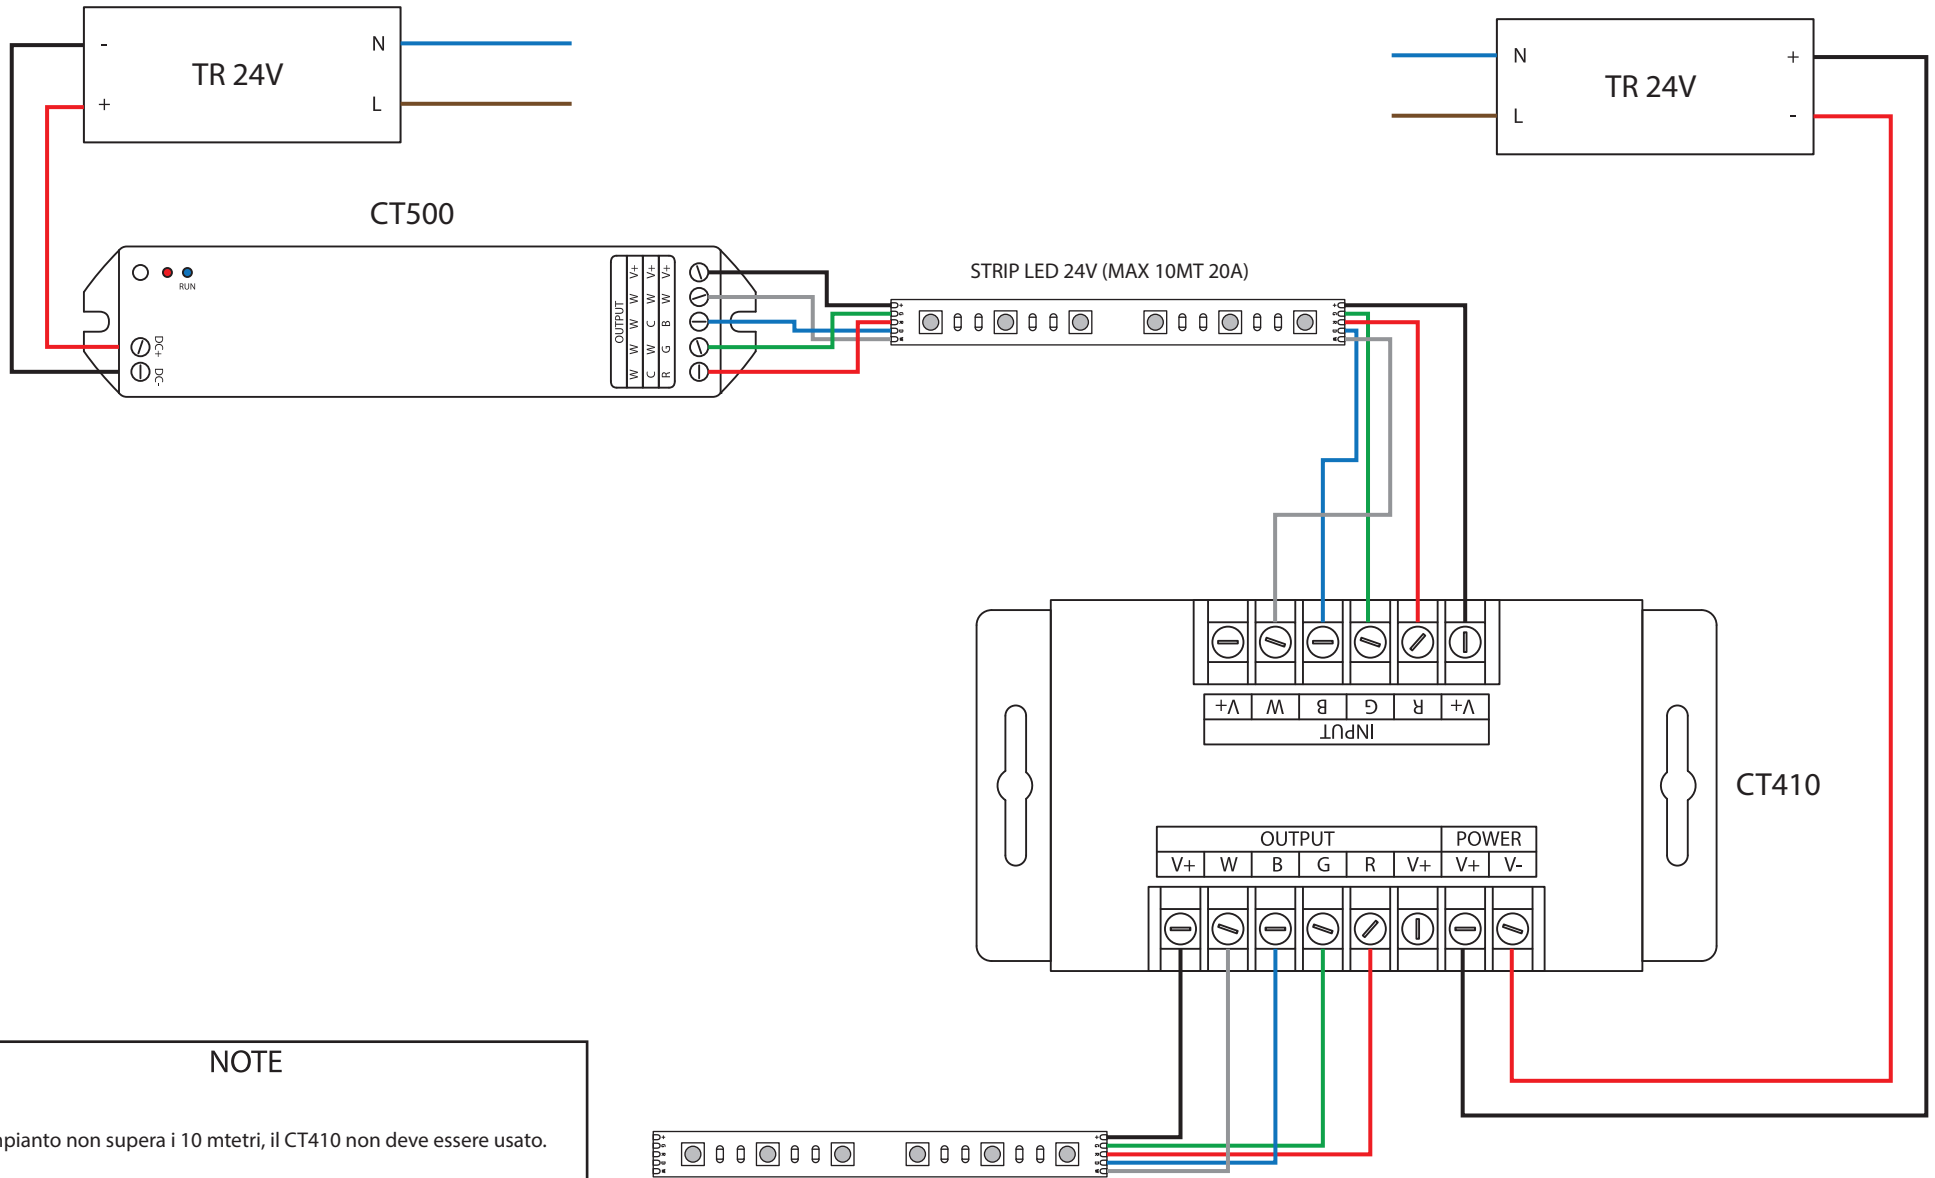 -
N
TR 24V
+
L
N
+
TR 24V
L
-
CT500
RUN
DC+
DC-
OUTPUT
V+ V+ V+
W W W
W C B
W W G
W C R
STRIP LED 24V (MAX 10MT 20A)
V+ W B G R V+
INPUT
CT410
OUTPUT POWER
V+ W B G R V+ V+ V-
NOTE
pianto non supera i 10 mtetri, il CT410 non deve essere usato.